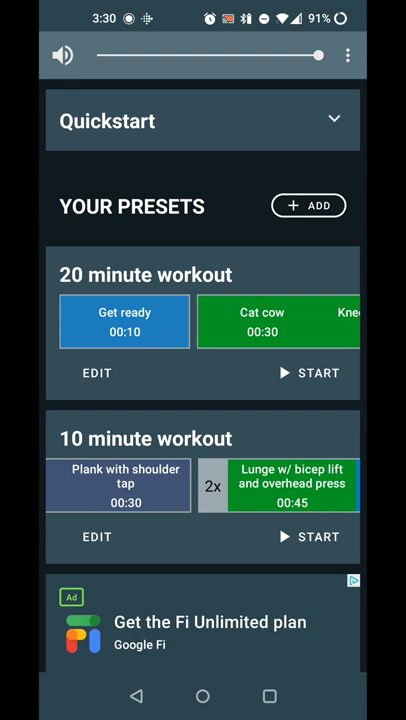 3:30
91%
Quickstart
YOUR PRESETS
+ ADD
20 minute workout
Get ready
00:10
Cat cow
00:30
Knee
EDIT
START
10 minute workout
Plank with shoulder
tap
00:30
2x
Lunge w/ bicep lift
and overhead press
00:45
EDIT
START
Ad
Get the Fi Unlimited plan
Google Fi